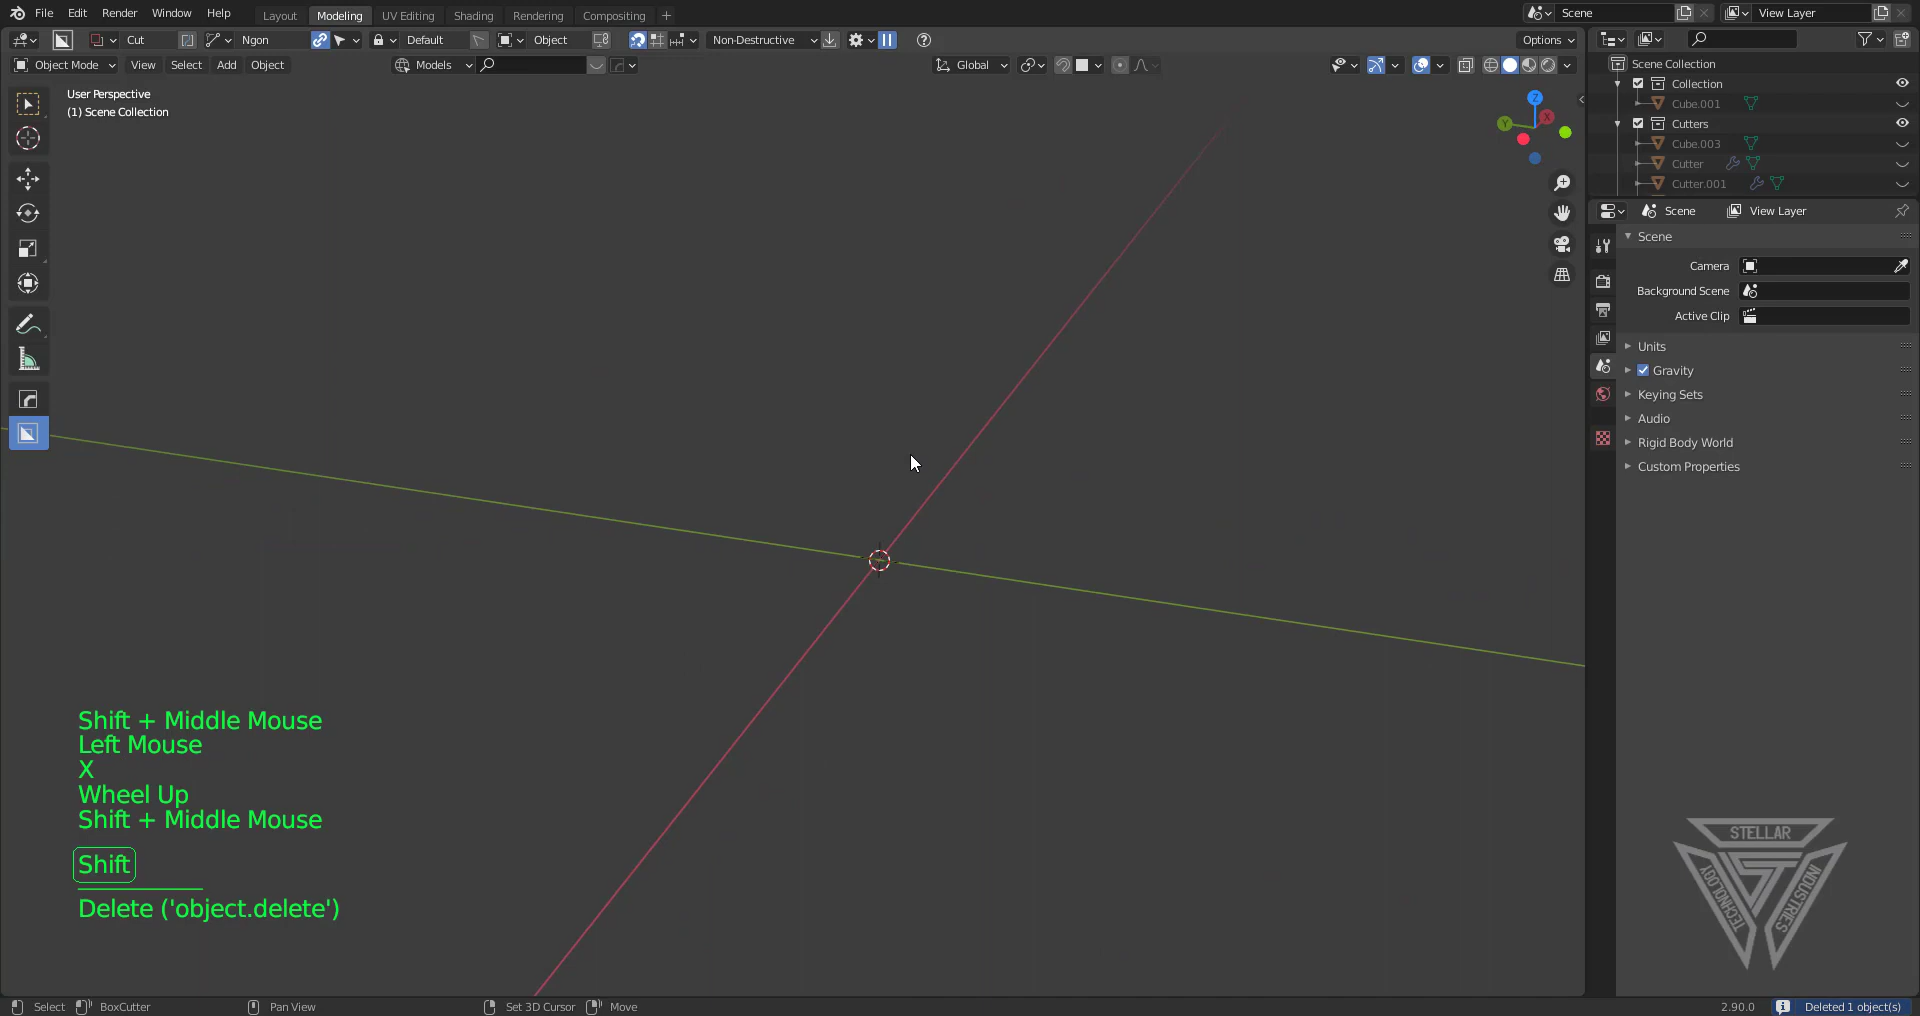 File Edit Render Window Help Layout Modeling UV Editing Shading Rendering Compositing + Scene View Layer
Cut Ngon Default Object Non-Destructive Options
Object Mode View Select Add Object Models Global
User Perspective
(1) Scene Collection
Z
Y
X
Scene Collection
Collection
Cube.001
Cutters
Cube.003
Cutter
Cutter.001
Scene View Layer
Scene
Camera
Background Scene
Active Clip
Units
Gravity
Keying Sets
Audio
Rigid Body World
Custom Properties
Shift + Middle Mouse
Left Mouse
X
Wheel Up
Shift + Middle Mouse
Shift
Delete ('object.delete')
STELLAR
TECHNOLOGY
INDUSTRIES
Select BoxCutter Pan View Set 3D Cursor Move 2.90.0 Deleted 1 object(s)